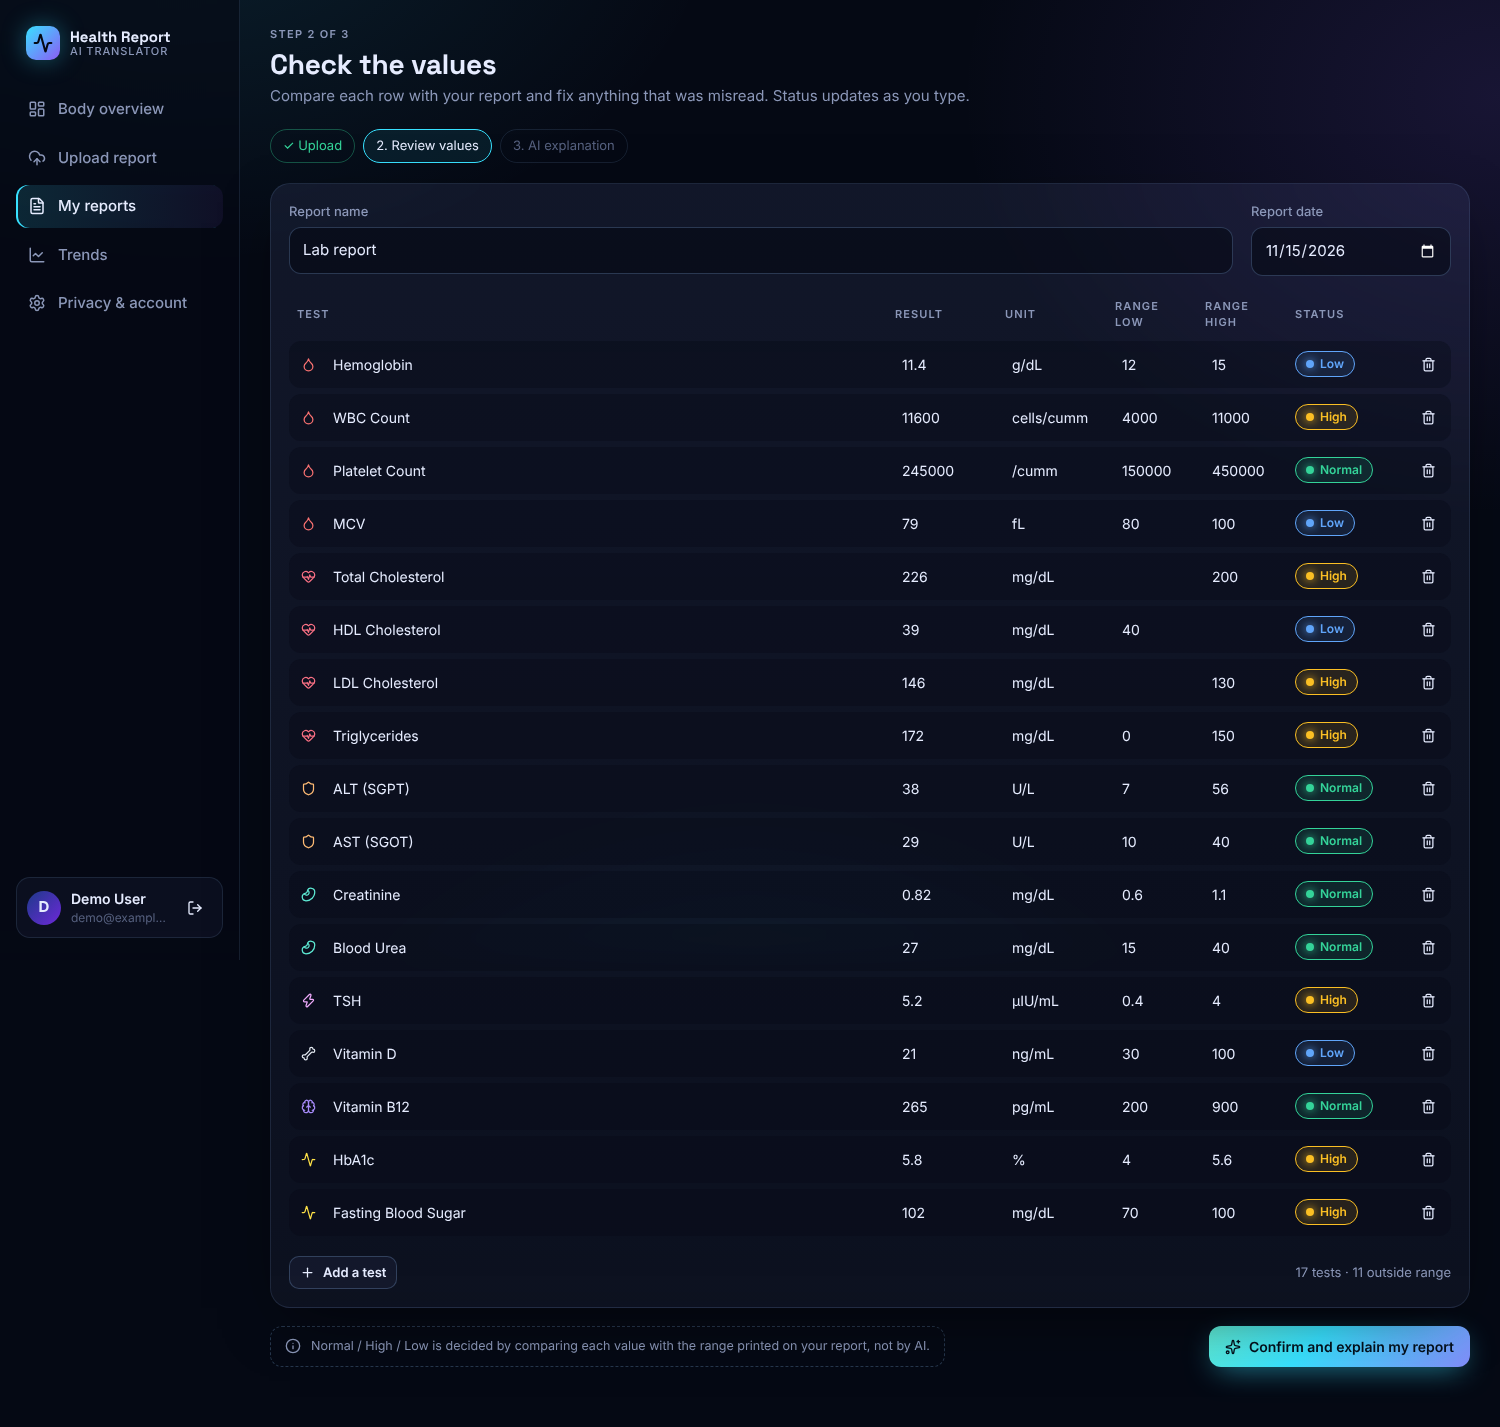 Health Report
AI TRANSLATOR
Body overview
Upload report
My reports
Trends
Privacy & account
D
Demo User
demo@exampl...
STEP 2 OF 3
Check the values
Compare each row with your report and fix anything that was misread. Status updates as you type.
Upload
2. Review values
3. AI explanation
Report name
Report date
Lab report
11/15/2026
TEST RESULT UNIT RANGE LOW RANGE HIGH STATUS
Hemoglobin 11.4 g/dL 12 15 Low
WBC Count 11600 cells/cumm 4000 11000 High
Platelet Count 245000 /cumm 150000 450000 Normal
MCV 79 fL 80 100 Low
Total Cholesterol 226 mg/dL 200 High
HDL Cholesterol 39 mg/dL 40 Low
LDL Cholesterol 146 mg/dL 130 High
Triglycerides 172 mg/dL 0 150 High
ALT (SGPT) 38 U/L 7 56 Normal
AST (SGOT) 29 U/L 10 40 Normal
Creatinine 0.82 mg/dL 0.6 1.1 Normal
Blood Urea 27 mg/dL 15 40 Normal
TSH 5.2 µIU/mL 0.4 4 High
Vitamin D 21 ng/mL 30 100 Low
Vitamin B12 265 pg/mL 200 900 Normal
HbA1c 5.8 % 4 5.6 High
Fasting Blood Sugar 102 mg/dL 70 100 High
Add a test
17 tests · 11 outside range
Normal / High / Low is decided by comparing each value with the range printed on your report, not by AI.
Confirm and explain my report